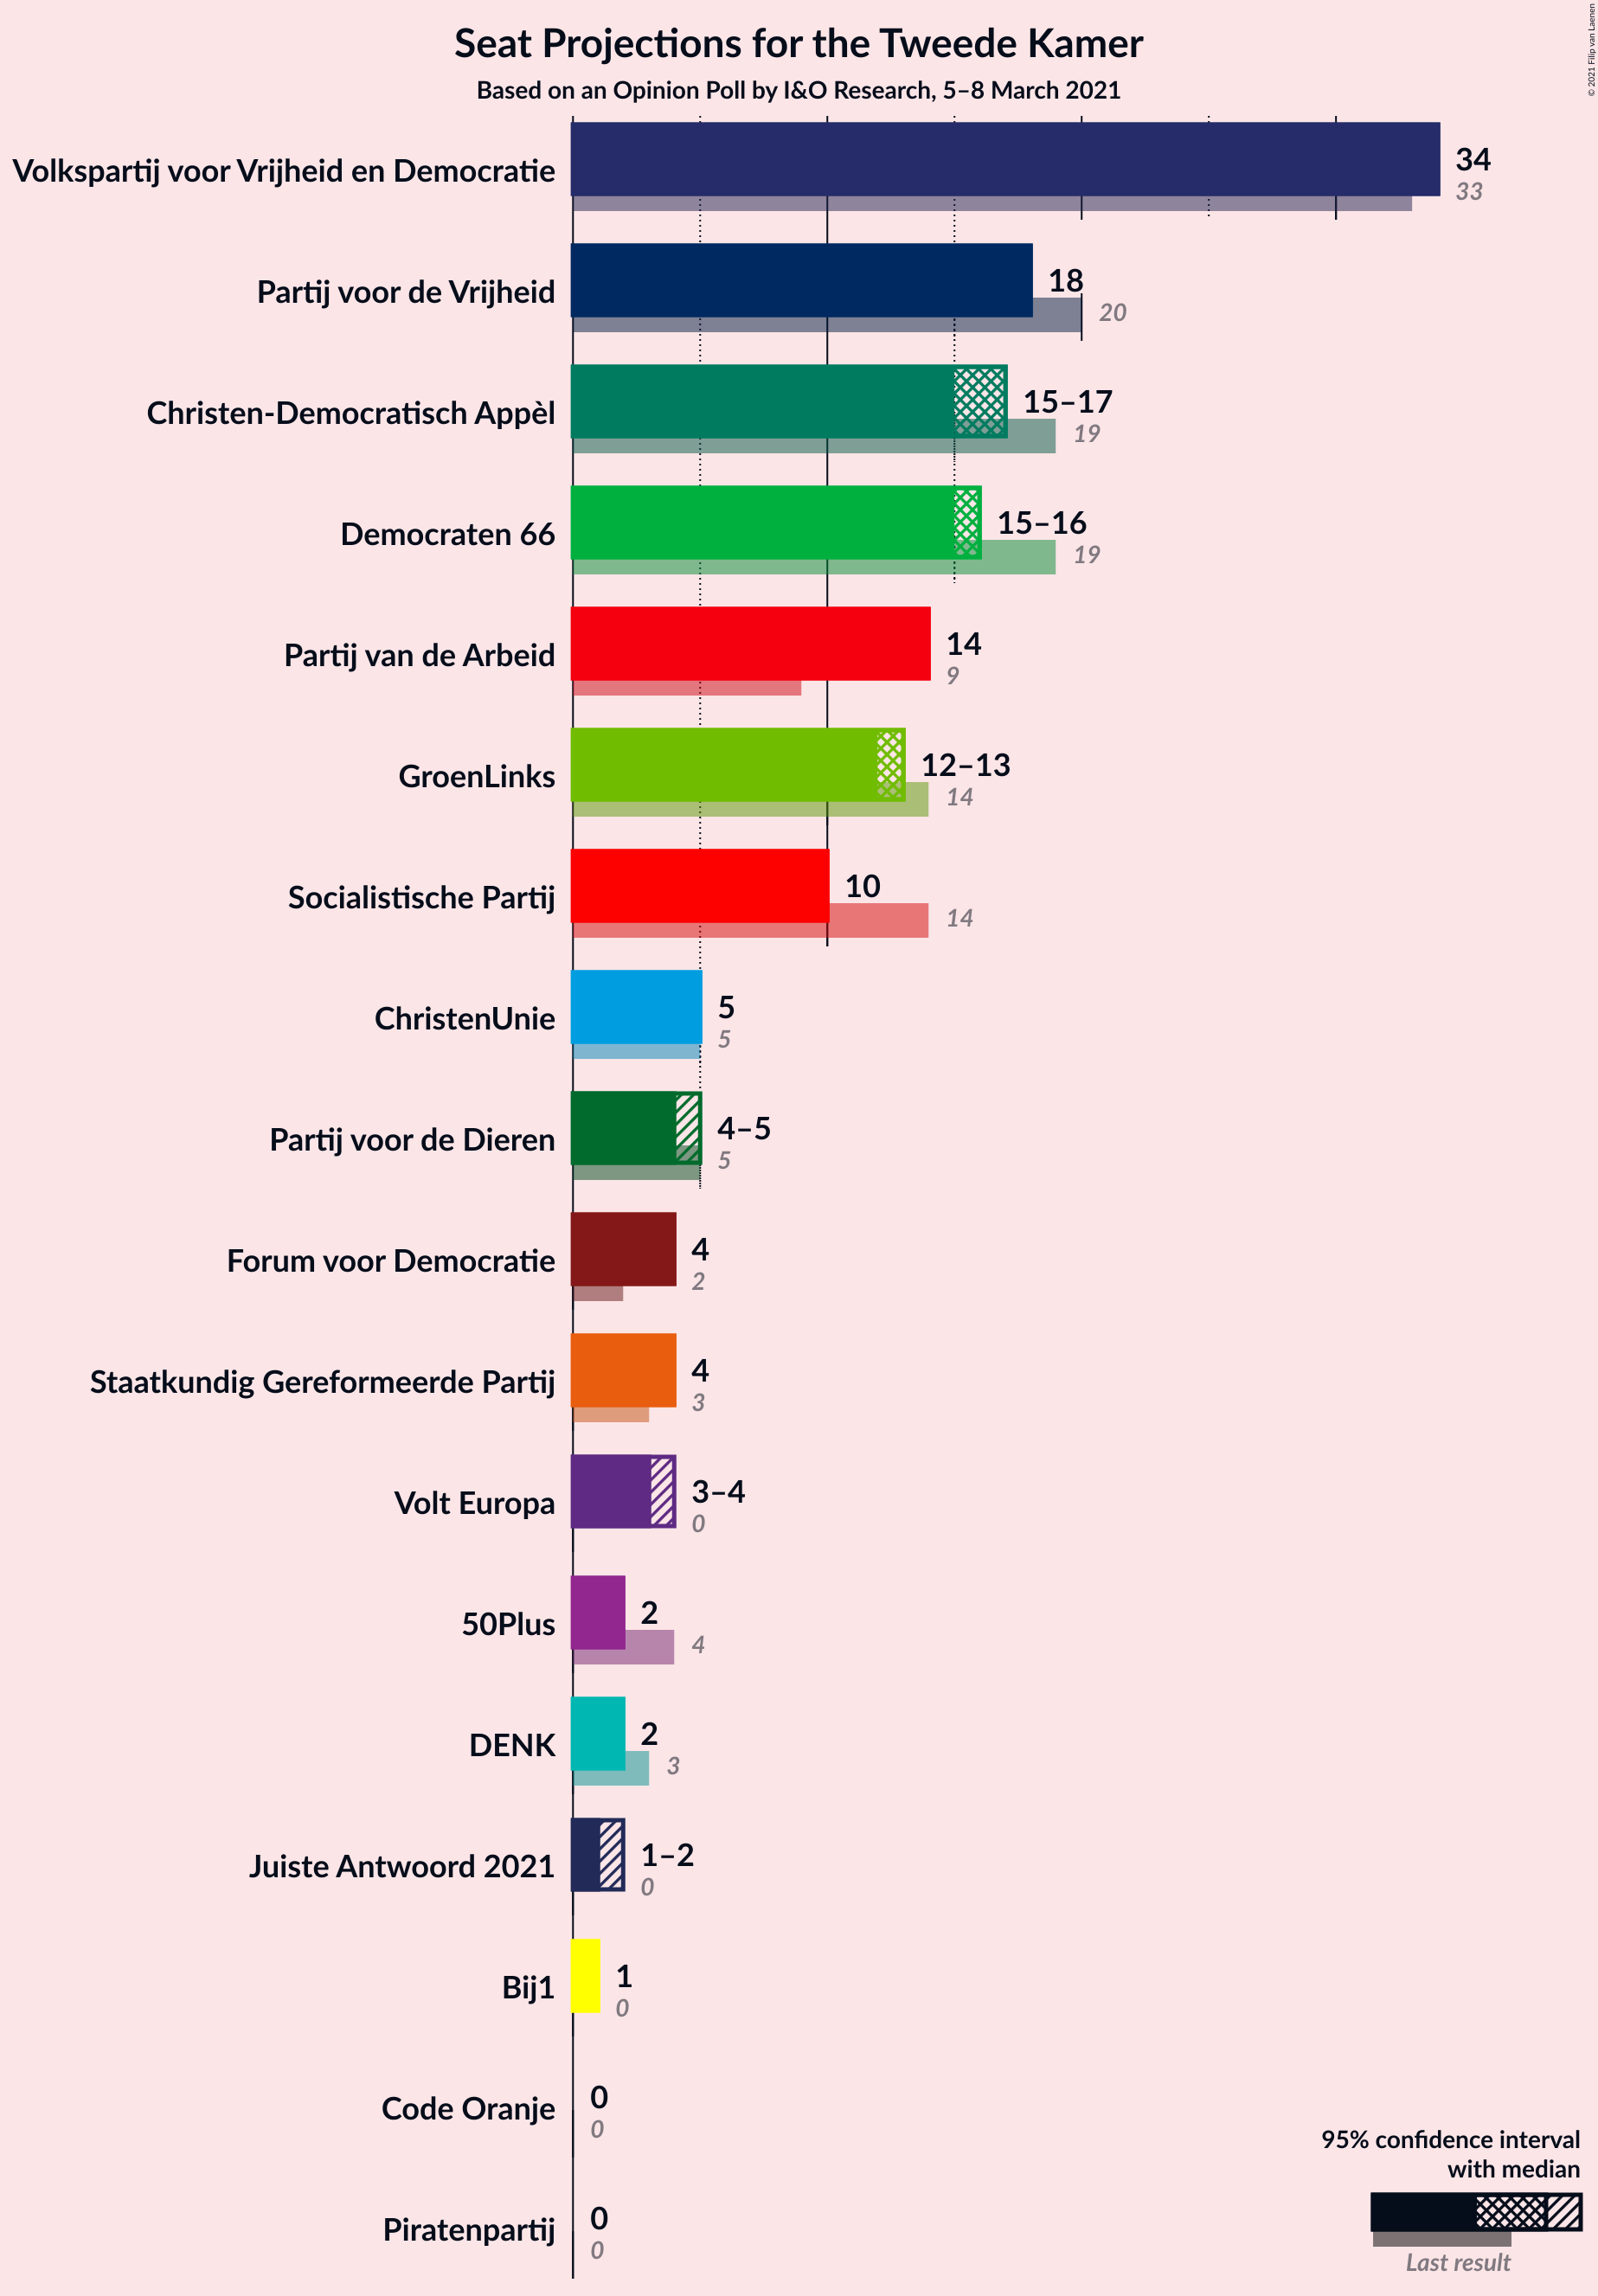 Seat Projections for the Tweede Kamer
Based on an Opinion Poll by I&O Research, 5–8 March 2021
© 2021 Filip van Laenen
Volkspartij voor Vrijheid en Democratie
34
33
Partij voor de Vrijheid
18
20
Christen-Democratisch Appèl
15–17
19
Democraten 66
15–16
19
Partij van de Arbeid
14
9
GroenLinks
12–13
14
Socialistische Partij
10
14
ChristenUnie
5
5
Partij voor de Dieren
4–5
5
Forum voor Democratie
4
2
Staatkundig Gereformeerde Partij
4
3
Volt Europa
3–4
0
50Plus
2
4
DENK
2
3
Juiste Antwoord 2021
1–2
0
Bij1
1
0
Code Oranje
0
0
Piratenpartij
0
0
95% confidence interval
with median
Last result